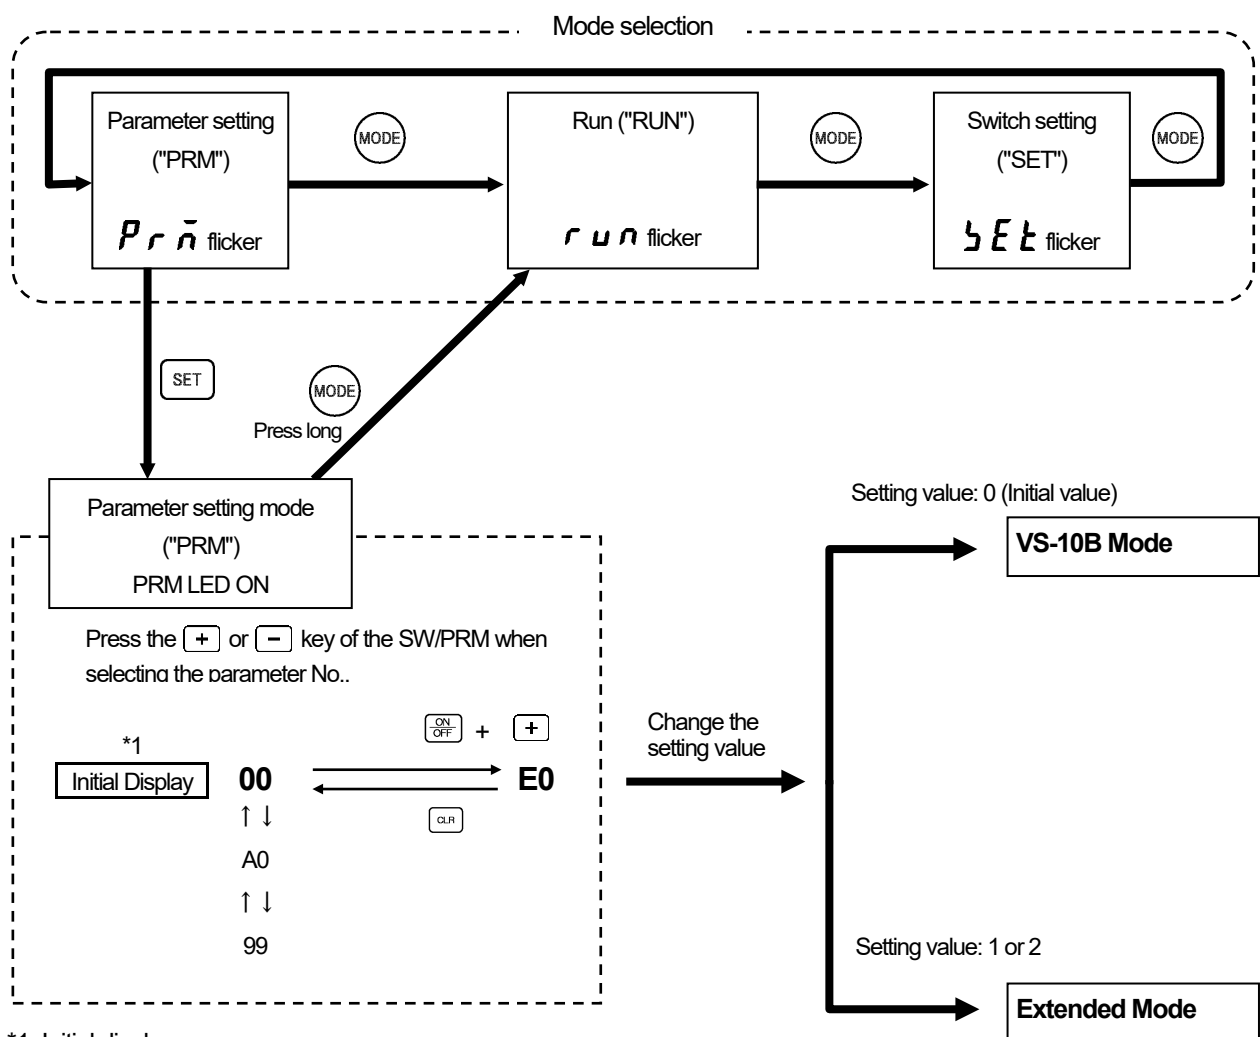 Mode selection
Parameter setting
("PRM")
Prm flicker
MODE
Run ("RUN")
run flicker
MODE
Switch setting
("SET")
SEt flicker
MODE
SET
MODE
Press long
Parameter setting mode
("PRM")
PRM LED ON
Press the + or - key of the SW/PRM when
selecting the parameter No..
*1
Initial Display
00
ON
OFF
+ +
E0
CLR
↑ ↓
A0
↑ ↓
99
Change the
setting value
Setting value: 0 (Initial value)
VS-10B Mode
Setting value: 1 or 2
Extended Mode